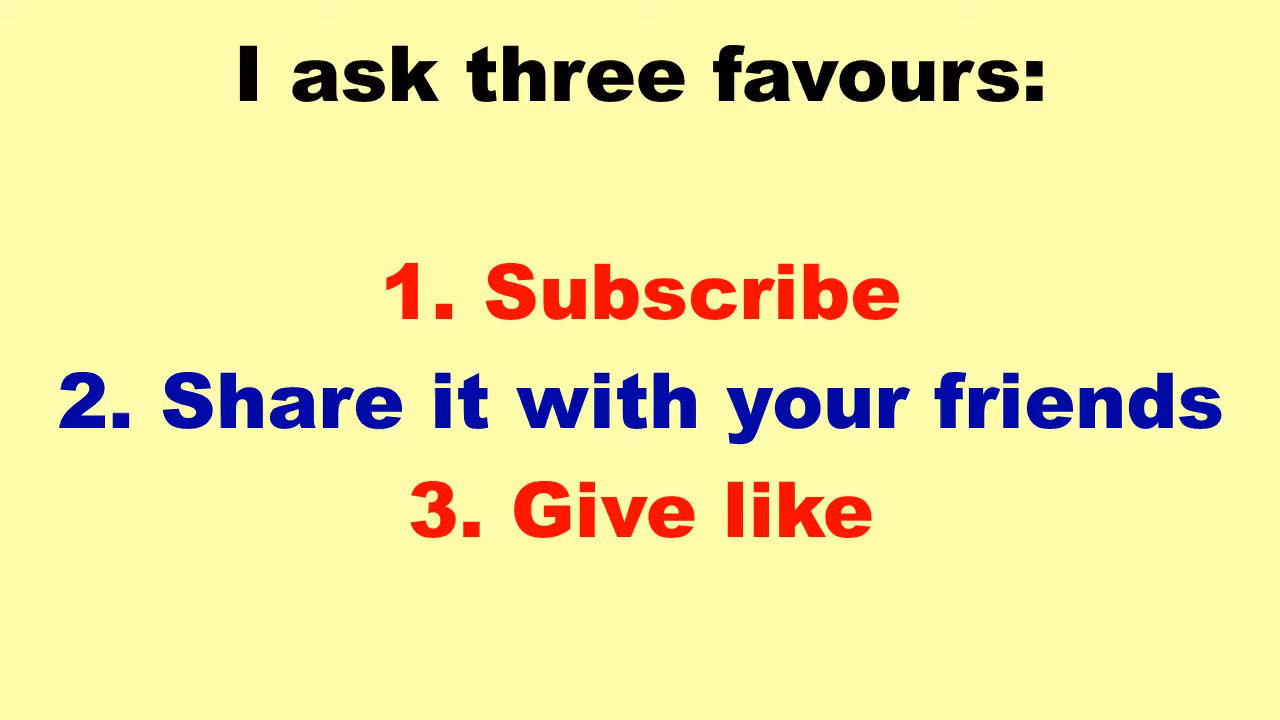 I ask three favours:
1. Subscribe
2. Share it with your friends
3. Give like